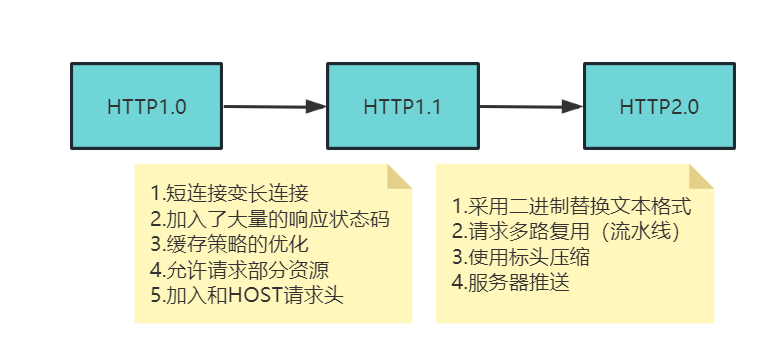 HTTP1.0
HTTP1.1
HTTP2.0
1.短连接变长连接
2.加入了大量的响应状态码
3.缓存策略的优化
4.允许请求部分资源
5.加入和HOST请求头
1.采用二进制替换文本格式
2.请求多路复用（流水线）
3.使用标头压缩
4.服务器推送